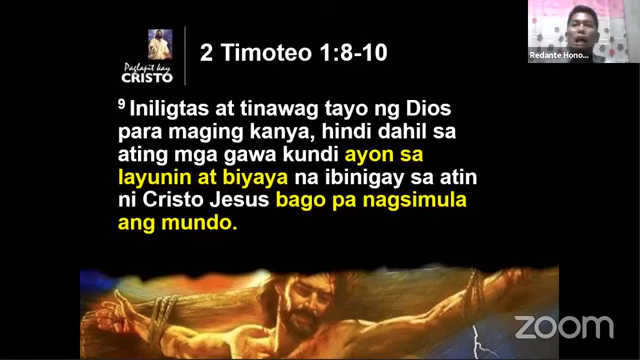 Paglapit kay
CRISTO
2 Timoteo 1:8-10
Redante Hono...
9 Iniligtas at tinawag tayo ng Dios
para maging kanya, hindi dahil sa
ating mga gawa kundi ayon sa
layunin at biyaya na ibinigay sa atin
ni Cristo Jesus bago pa nagsimula
ang mundo.
zoom